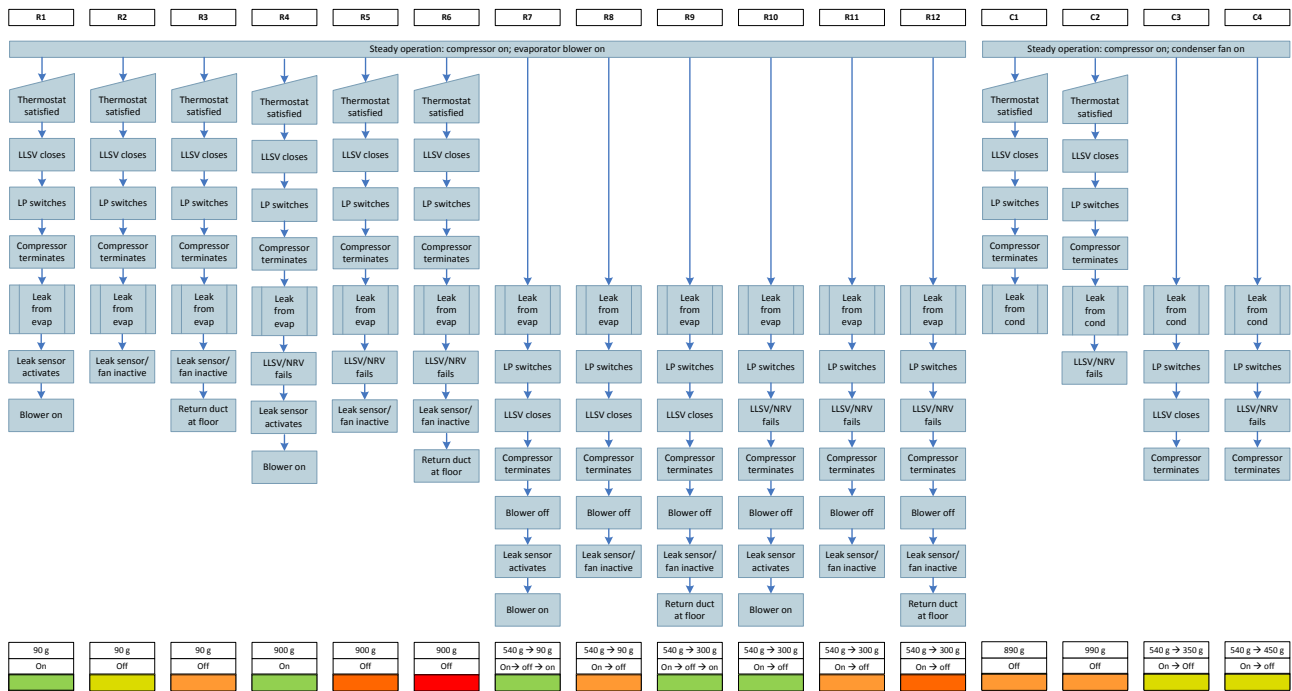 R1
R2
R3
R4
R5
R6
R7
R8
R9
R10
R11
R12
C1
C2
C3
C4
Steady operation: compressor on; evaporator blower on
Steady operation: compressor on; condenser fan on
Thermostat
satisfied
LLSV closes
LP switches
Compressor
terminates
Leak
from
evap
Leak sensor
activates
Blower on
Thermostat
satisfied
LLSV closes
LP switches
Compressor
terminates
Leak
from
evap
Leak sensor/
fan inactive
Thermostat
satisfied
LLSV closes
LP switches
Compressor
terminates
Leak
from
evap
Leak sensor/
fan inactive
Return duct
at floor
Thermostat
satisfied
LLSV closes
LP switches
Compressor
terminates
Leak
from
evap
LLSV/NRV
fails
Leak sensor
activates
Blower on
Thermostat
satisfied
LLSV closes
LP switches
Compressor
terminates
Leak
from
evap
LLSV/NRV
fails
Leak sensor/
fan inactive
Thermostat
satisfied
LLSV closes
LP switches
Compressor
terminates
Leak
from
evap
LLSV/NRV
fails
Leak sensor/
fan inactive
Return duct
at floor
Leak
from
evap
LP switches
LLSV closes
Compressor
terminates
Blower off
Leak sensor
activates
Blower on
Leak
from
evap
LP switches
LLSV closes
Compressor
terminates
Blower off
Leak sensor/
fan inactive
Leak
from
evap
LP switches
LLSV closes
Compressor
terminates
Blower off
Leak sensor/
fan inactive
Return duct
at floor
Leak
from
evap
LP switches
LLSV/NRV
fails
Compressor
terminates
Blower off
Leak sensor
activates
Blower on
Leak
from
evap
LP switches
LLSV/NRV
fails
Compressor
terminates
Blower off
Leak sensor/
fan inactive
Leak
from
evap
LP switches
LLSV/NRV
fails
Compressor
terminates
Blower off
Leak sensor/
fan inactive
Return duct
at floor
Thermostat
satisfied
LLSV closes
LP switches
Compressor
terminates
Leak
from
cond
Thermostat
satisfied
LLSV closes
LP switches
Compressor
terminates
Leak
from
cond
LLSV/NRV
fails
Leak
from
cond
LP switches
LLSV closes
Compressor
terminates
Leak
from
cond
LP switches
LLSV/NRV
fails
Compressor
terminates
90 g
90 g
90 g
900 g
900 g
900 g
540 g → 90 g
540 g → 90 g
540 g → 300 g
540 g → 300 g
540 g → 300 g
540 g → 300 g
890 g
990 g
540 g → 350 g
540 g → 450 g
On
Off
Off
On
Off
Off
On → off → on
On → off
On → off → on
On → off
On → off
On → off
Off
Off
On → Off
On → off